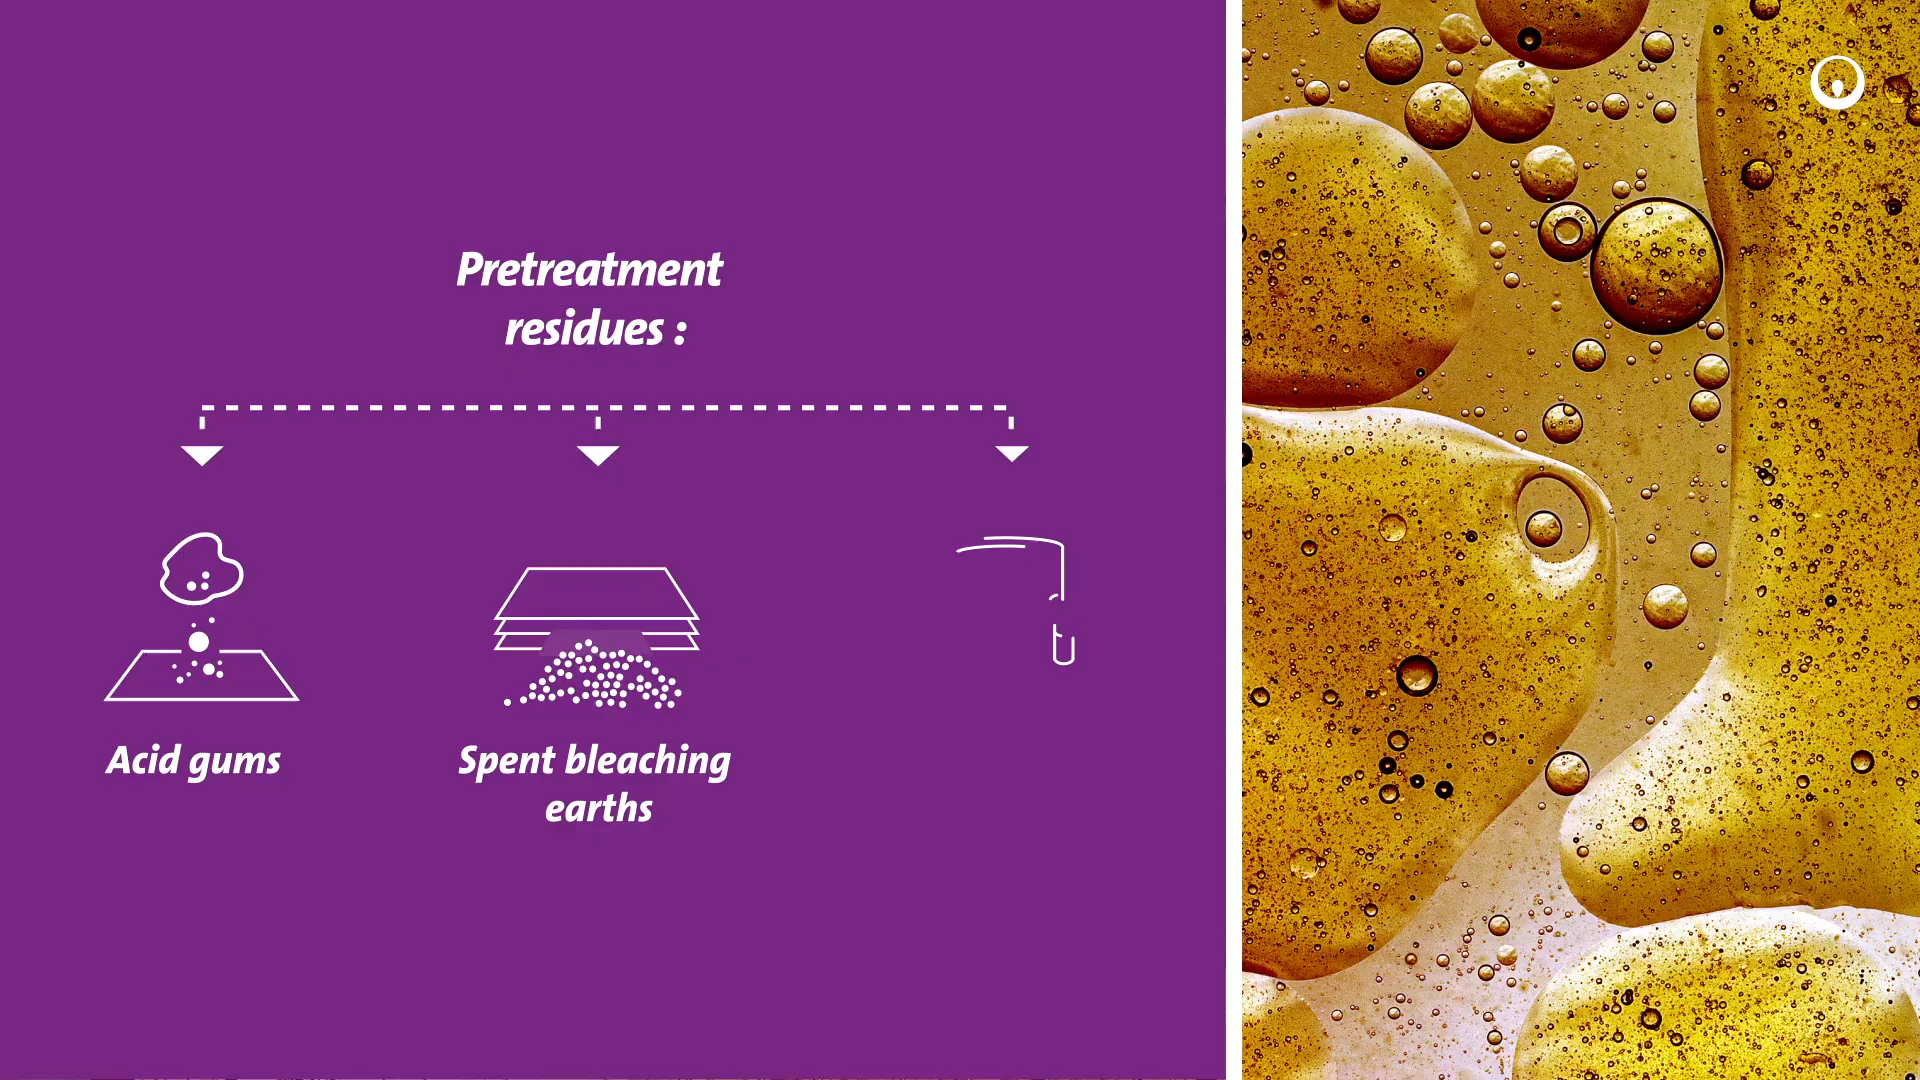 Pretreatment
residues :
Acid gums
Spent bleaching
earths